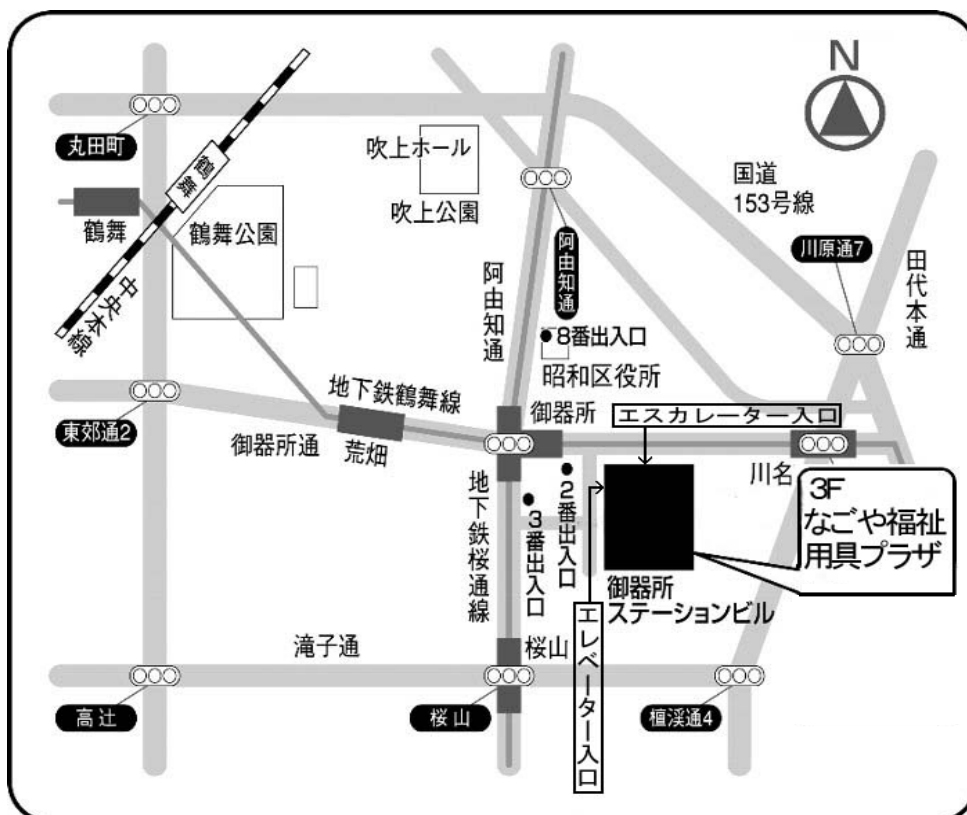 N
丸田町
鶴舞
鶴舞
鶴舞公園
中央本線
吹上ホール
吹上公園
国道
153号線
阿由知通
阿由知通
川原通7
田代本通
8番出入口
昭和区役所
東郊通2
地下鉄鶴舞線
御器所通
荒畑
御器所
エスカレーター入口
川名
地下鉄桜通線
3番出入口
2番出入口
3F
なごや福祉
用具プラザ
御器所
ステーションビル
エレベーター入口
滝子通
桜山
高辻
桜山
檀渓通4